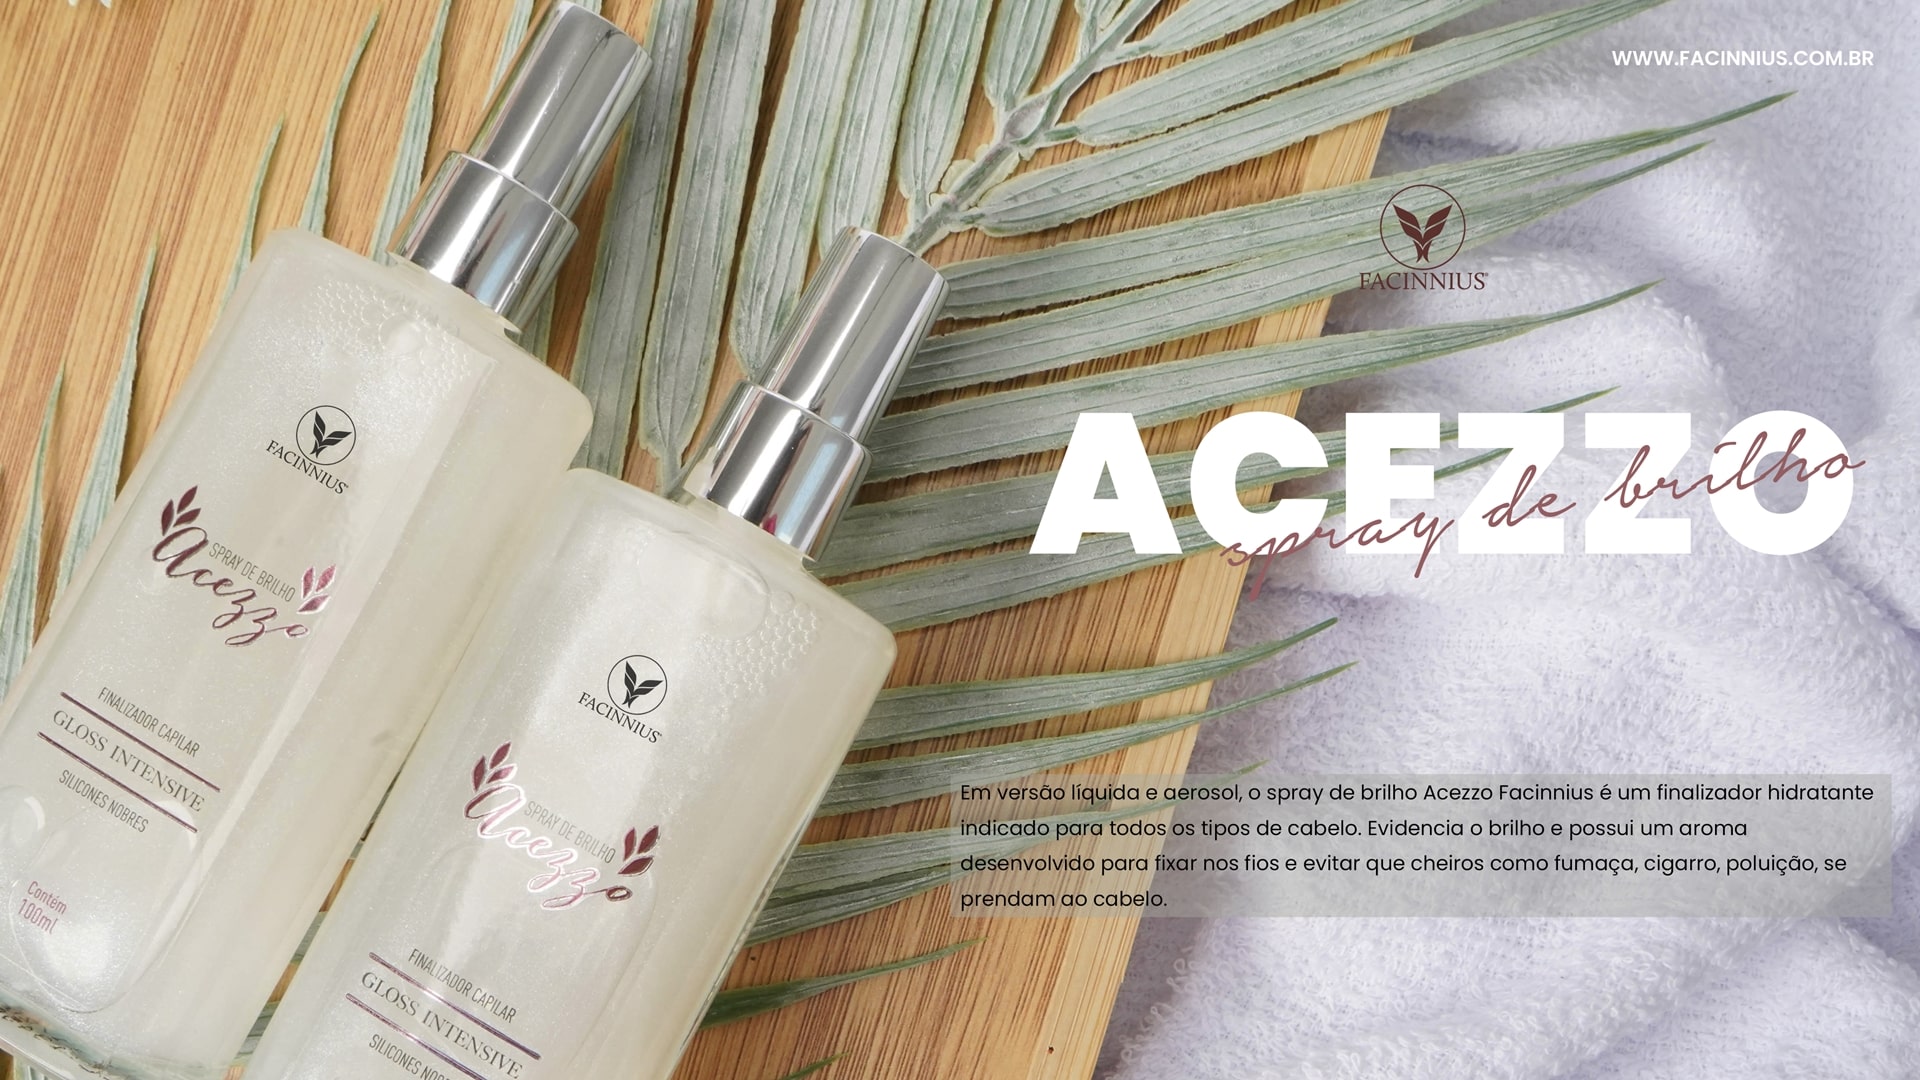 WWW.FACINNIUS.COM.BR
FACINNIUS
ACEZZO
spray de brilho
Em versão líquida e aerosol, o spray de brilho Acezzo Facinnius é um finalizador hidratante
indicado para todos os tipos de cabelo. Evidencia o brilho e possui um aroma
desenvolvido para fixar nos fios e evitar que cheiros como fumaça, cigarro, poluição, se
prendam ao cabelo.
FACINNIUS
SPRAY DE BRILHO
Acezzo
FINALIZADOR CAPILAR
GLOSS INTENSIVE
SILICONES NOBRES
Contém
100ml
FACINNIUS
SPRAY DE BRILHO
Acezzo
FINALIZADOR CAPILAR
GLOSS INTENSIVE
SILICONES